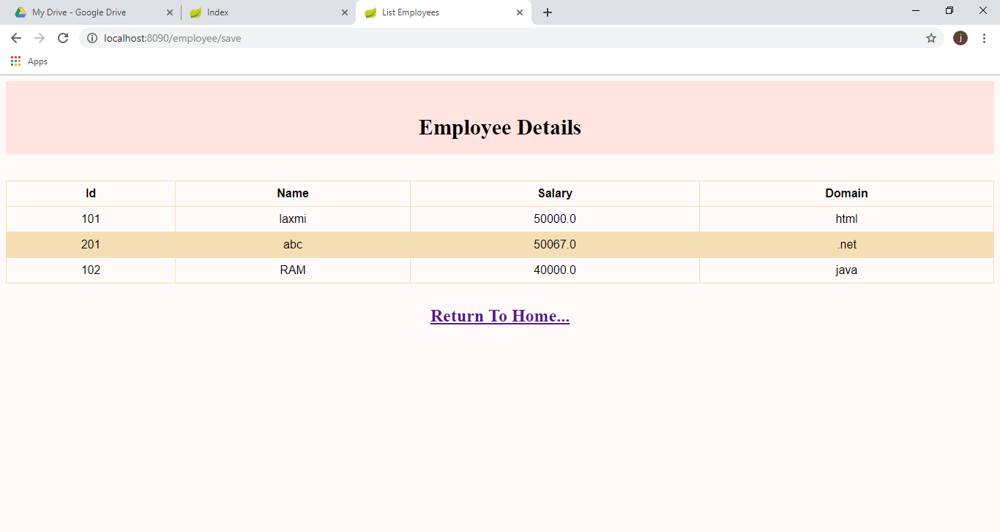 My Drive - Google Drive Index List Employees
localhost:8090/employee/save j
Apps
Employee Details
Id Name Salary Domain
101 laxmi 50000.0 html
201 abc 50067.0 .net
102 RAM 40000.0 java
Return To Home...